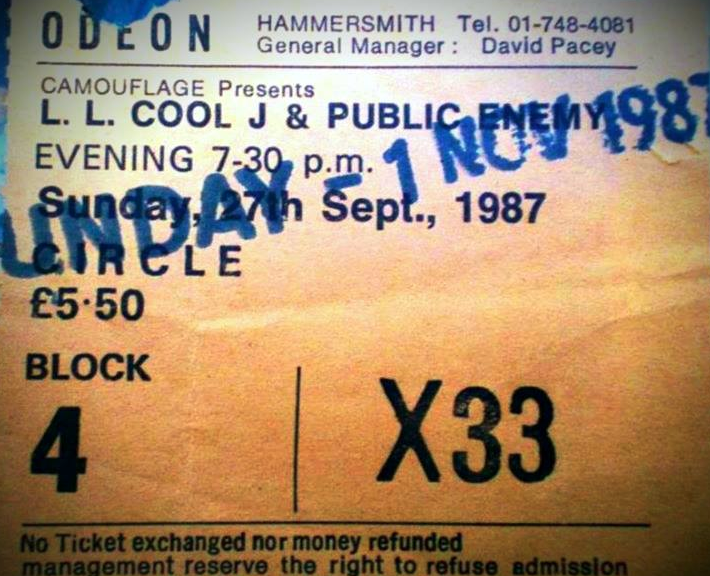 ODEON
HAMMERSMITH Tel. 01-748-4081
General Manager : David Pacey
CAMOUFLAGE Presents
L. L. COOL J & PUBLIC ENEMY
EVENING 7-30 p.m.
Sunday, 27th Sept., 1987
UNDAY - 1 NOV 1987
CIRCLE
£5·50
BLOCK
4
X33
No Ticket exchanged nor money refunded
management reserve the right to refuse admission